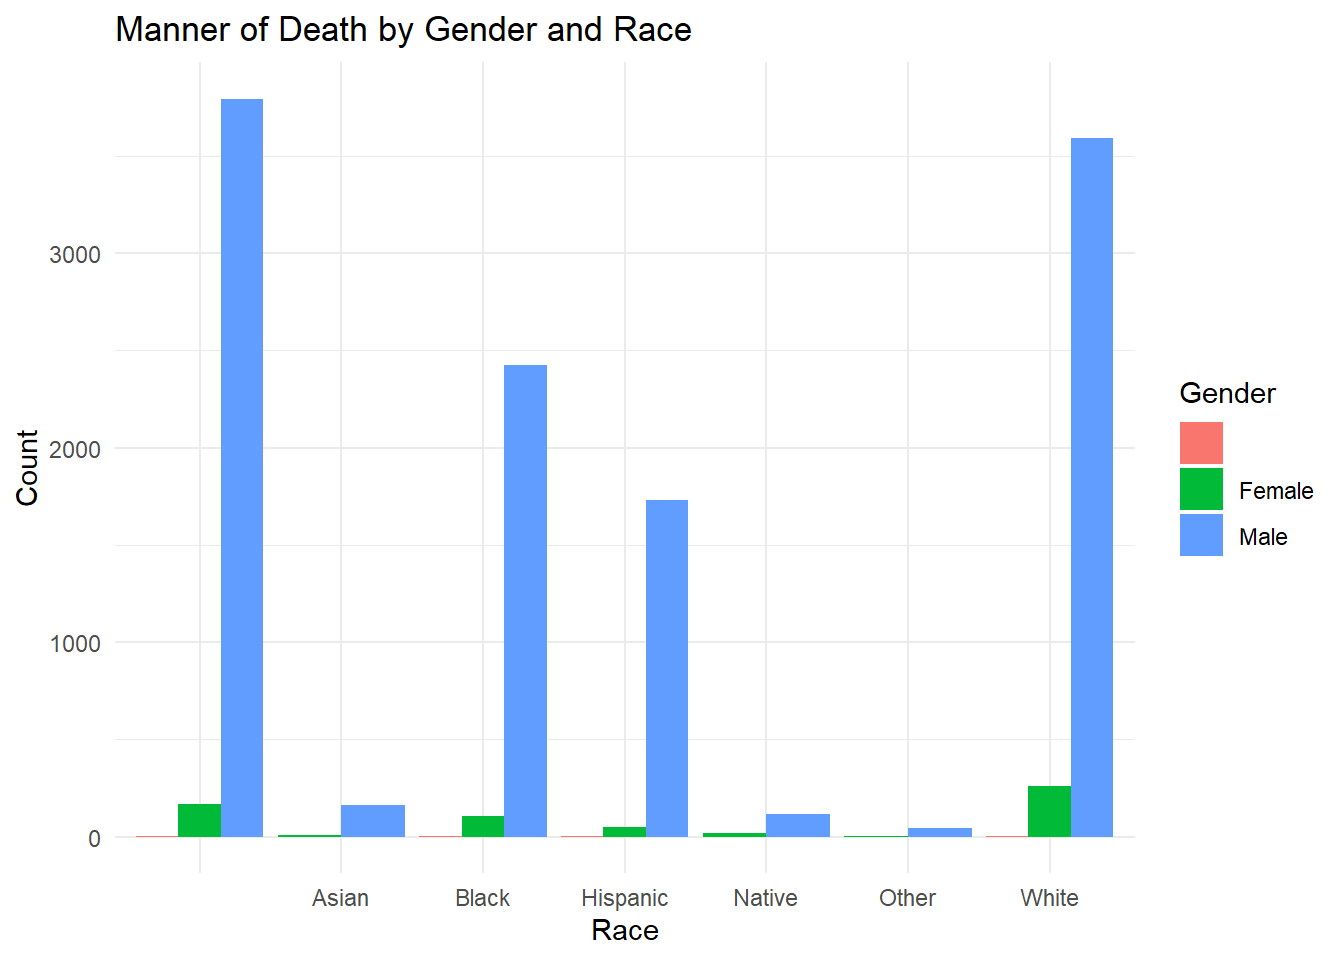 Manner of Death by Gender and Race
Count
3000
2000
1000
0
Asian Black Hispanic Native Other White
Race
Gender
Female
Male